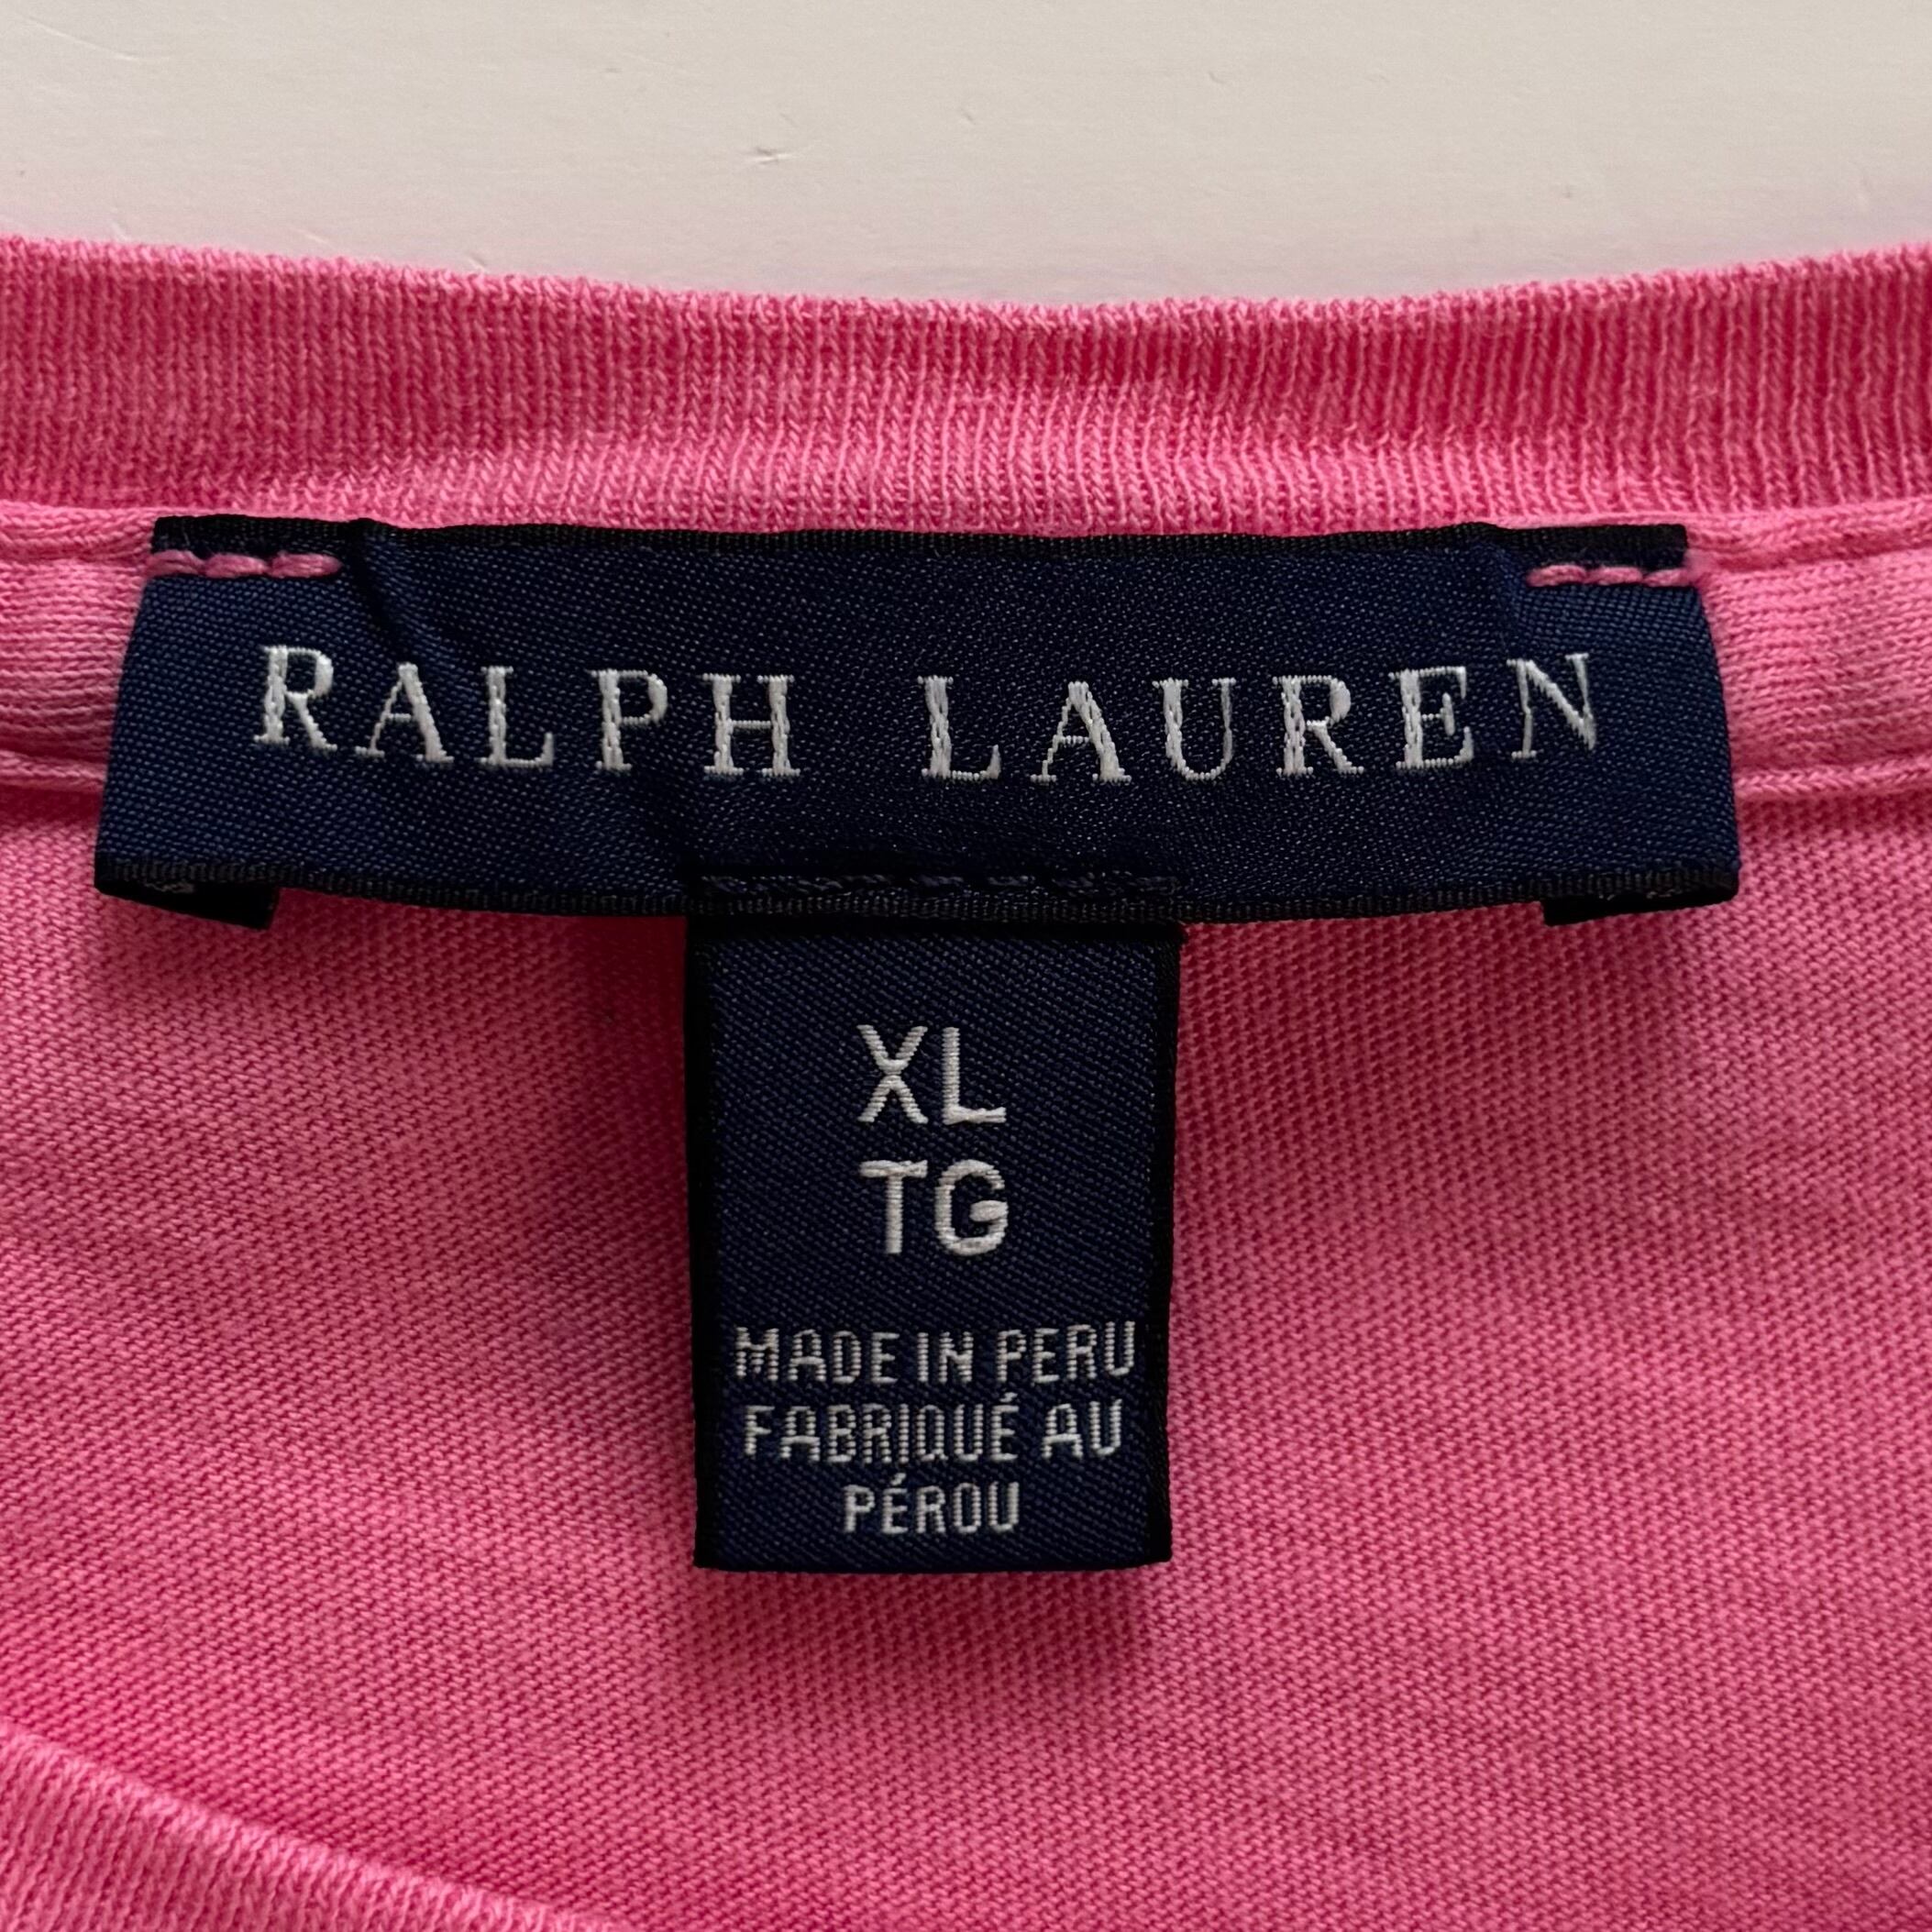 RALPH LAUREN
XL
TG
MADE IN PERU
FABRIQUÉ AU
PÉROU